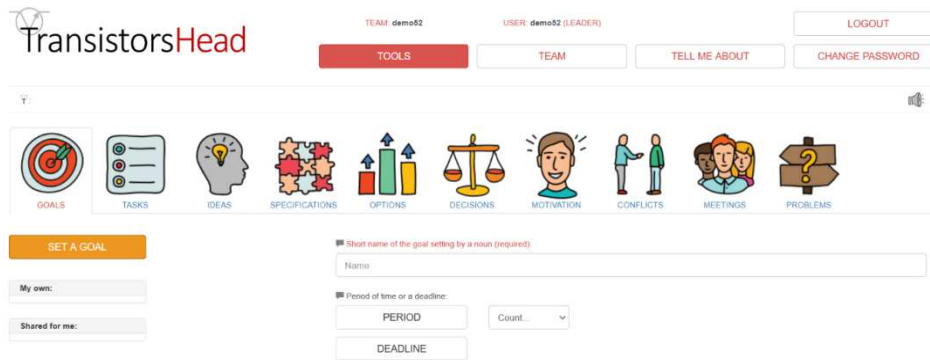 TransistorsHead
TEAM: demo52
USER: demo52 (LEADER)
LOGOUT
TOOLS
TEAM
TELL ME ABOUT
CHANGE PASSWORD
T :
GOALS
TASKS
IDEAS
SPECIFICATIONS
OPTIONS
DECISIONS
MOTIVATION
CONFLICTS
MEETINGS
PROBLEMS
SET A GOAL
Short name of the goal setting by a noun (required)
Name
My own:
Period of time or a deadline:
PERIOD
Count...
Shared for me:
DEADLINE